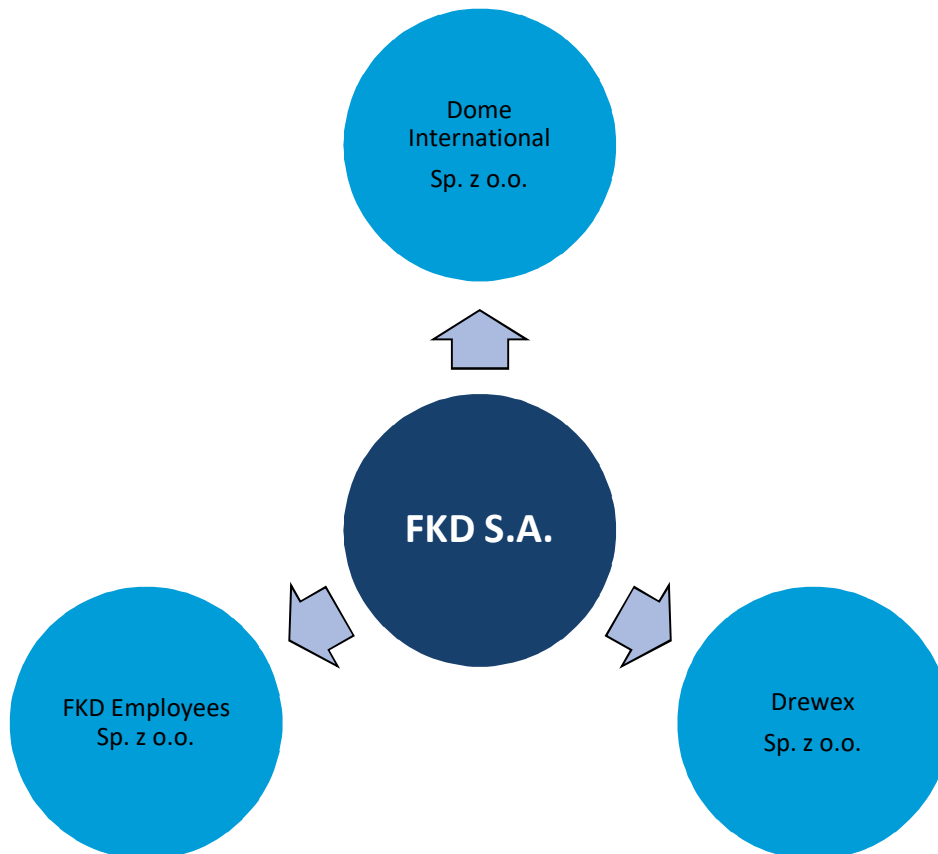 Dome
International
Sp. z o.o.
FKD S.A.
FKD Employees
Sp. z o.o.
Drewex
Sp. z o.o.